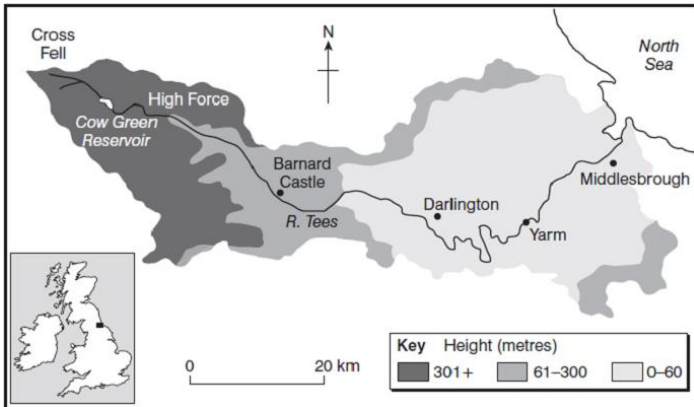 Cross
Fell
N
North
Sea
High Force
Cow Green
Reservoir
Barnard
Castle
Middlesbrough
Darlington
R. Tees
Yarm
Key Height (metres)
0 20 km
301+ 61–300 0–60